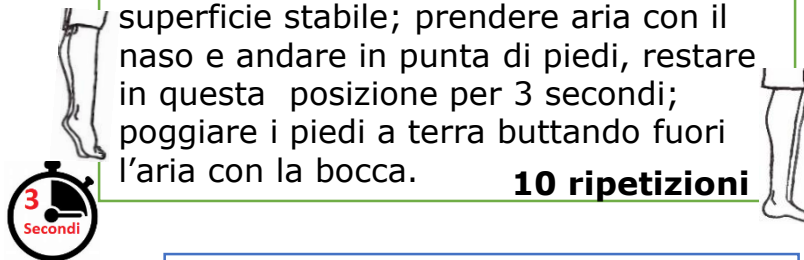 superficie stabile; prendere aria con il
naso e andare in punta di piedi, restare
in questa posizione per 3 secondi;
poggiare i piedi a terra buttando fuori
l’aria con la bocca.
10 ripetizioni
3
Secondi